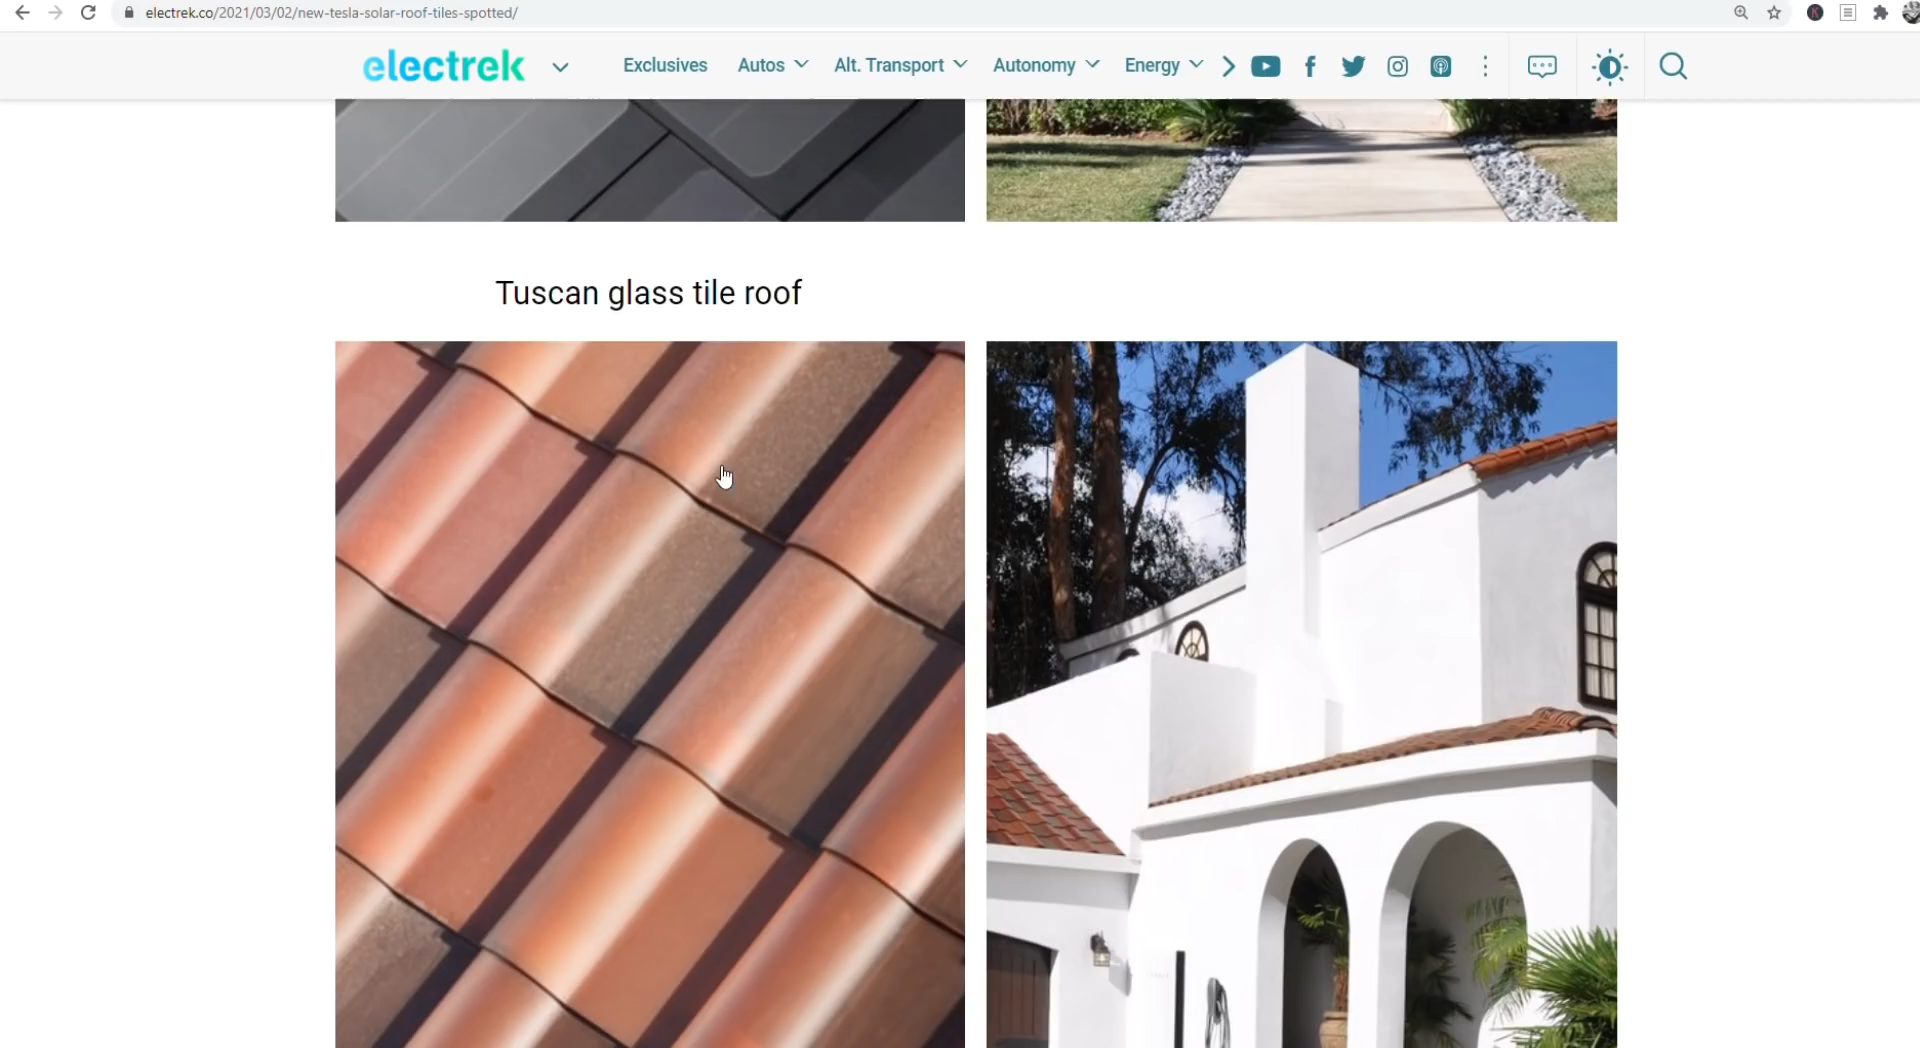 electrek.co/2021/03/02/new-tesla-solar-roof-tiles-spotted/
electrek Exclusives Autos Alt. Transport Autonomy Energy
Tuscan glass tile roof